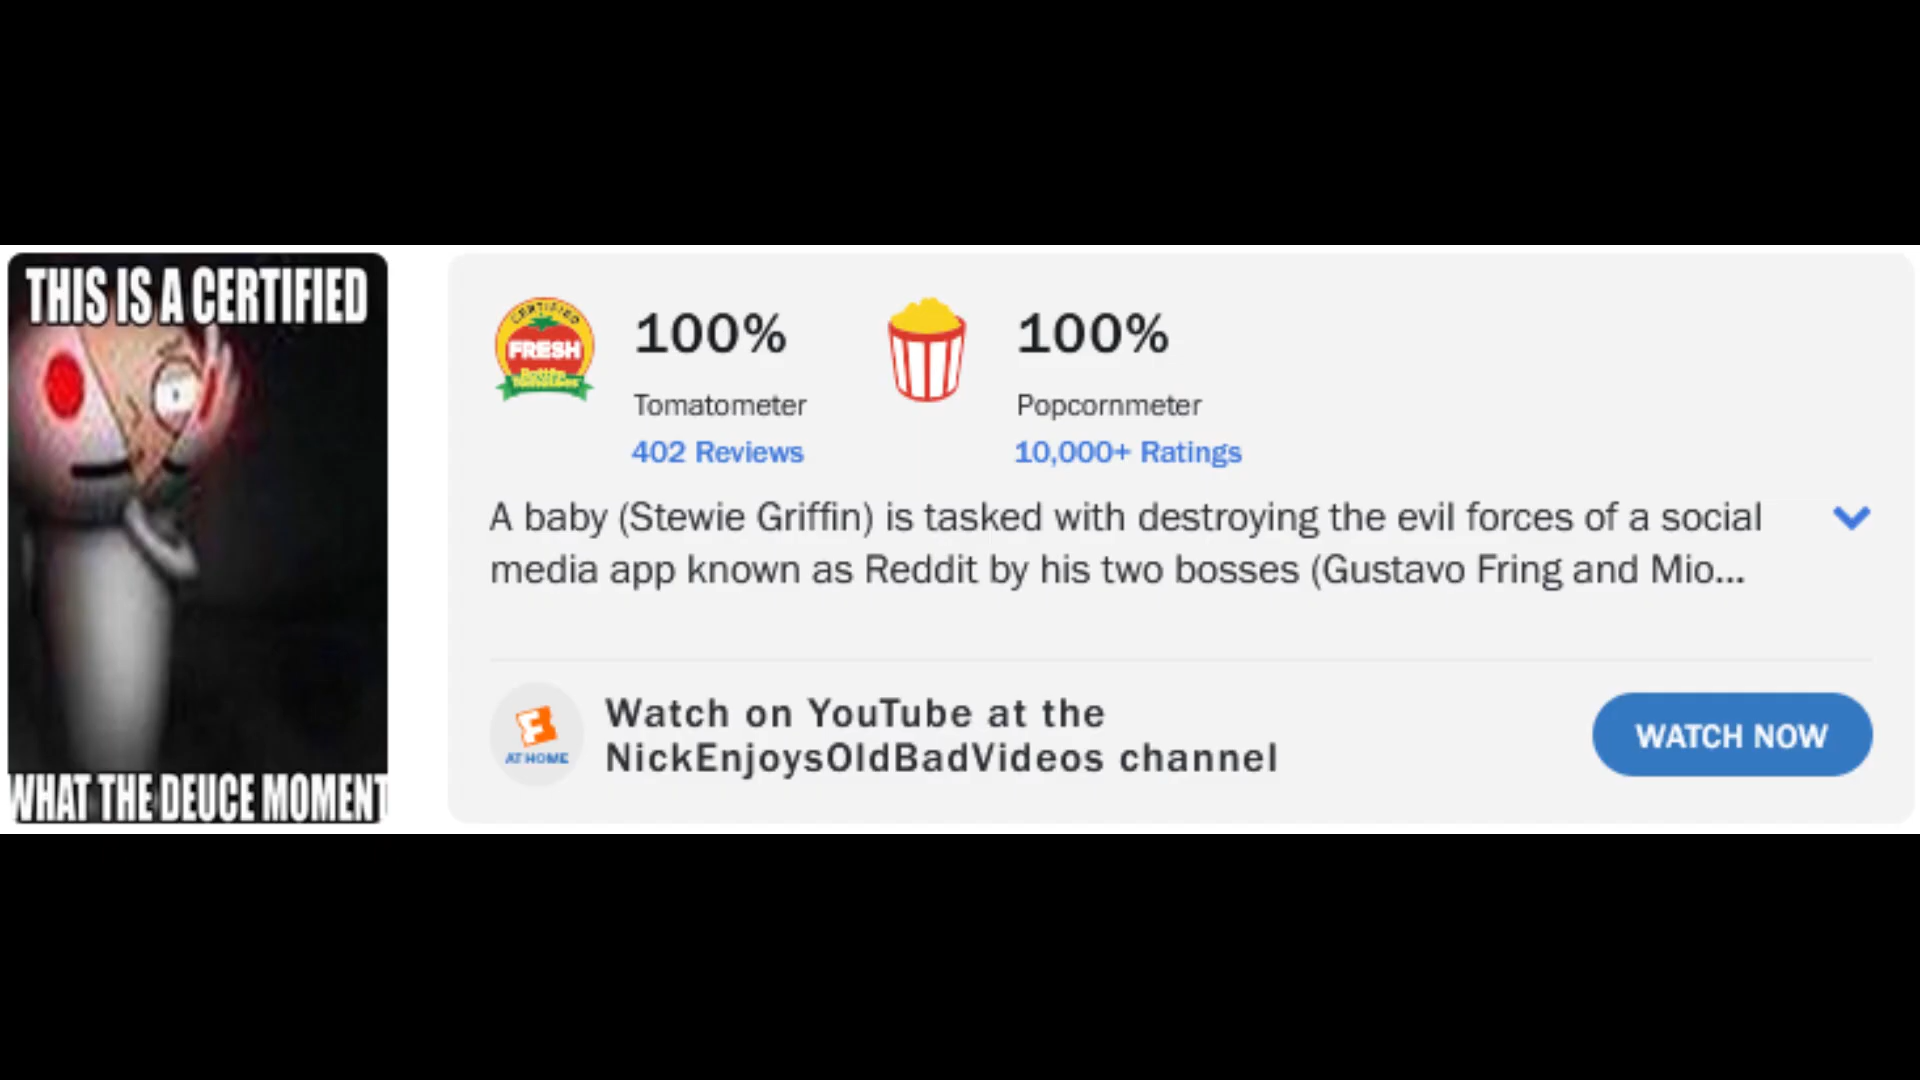 THIS IS A CERTIFIED
WHAT THE DEUCE MOMENT
CERTIFIED
FRESH
Rotten
Tomatoes
100%
Tomatometer
402 Reviews
100%
Popcornmeter
10,000+ Ratings
A baby (Stewie Griffin) is tasked with destroying the evil forces of a social
media app known as Reddit by his two bosses (Gustavo Fring and Mio...
F
AT HOME
Watch on YouTube at the
NickEnjoysOldBadVideos channel
WATCH NOW